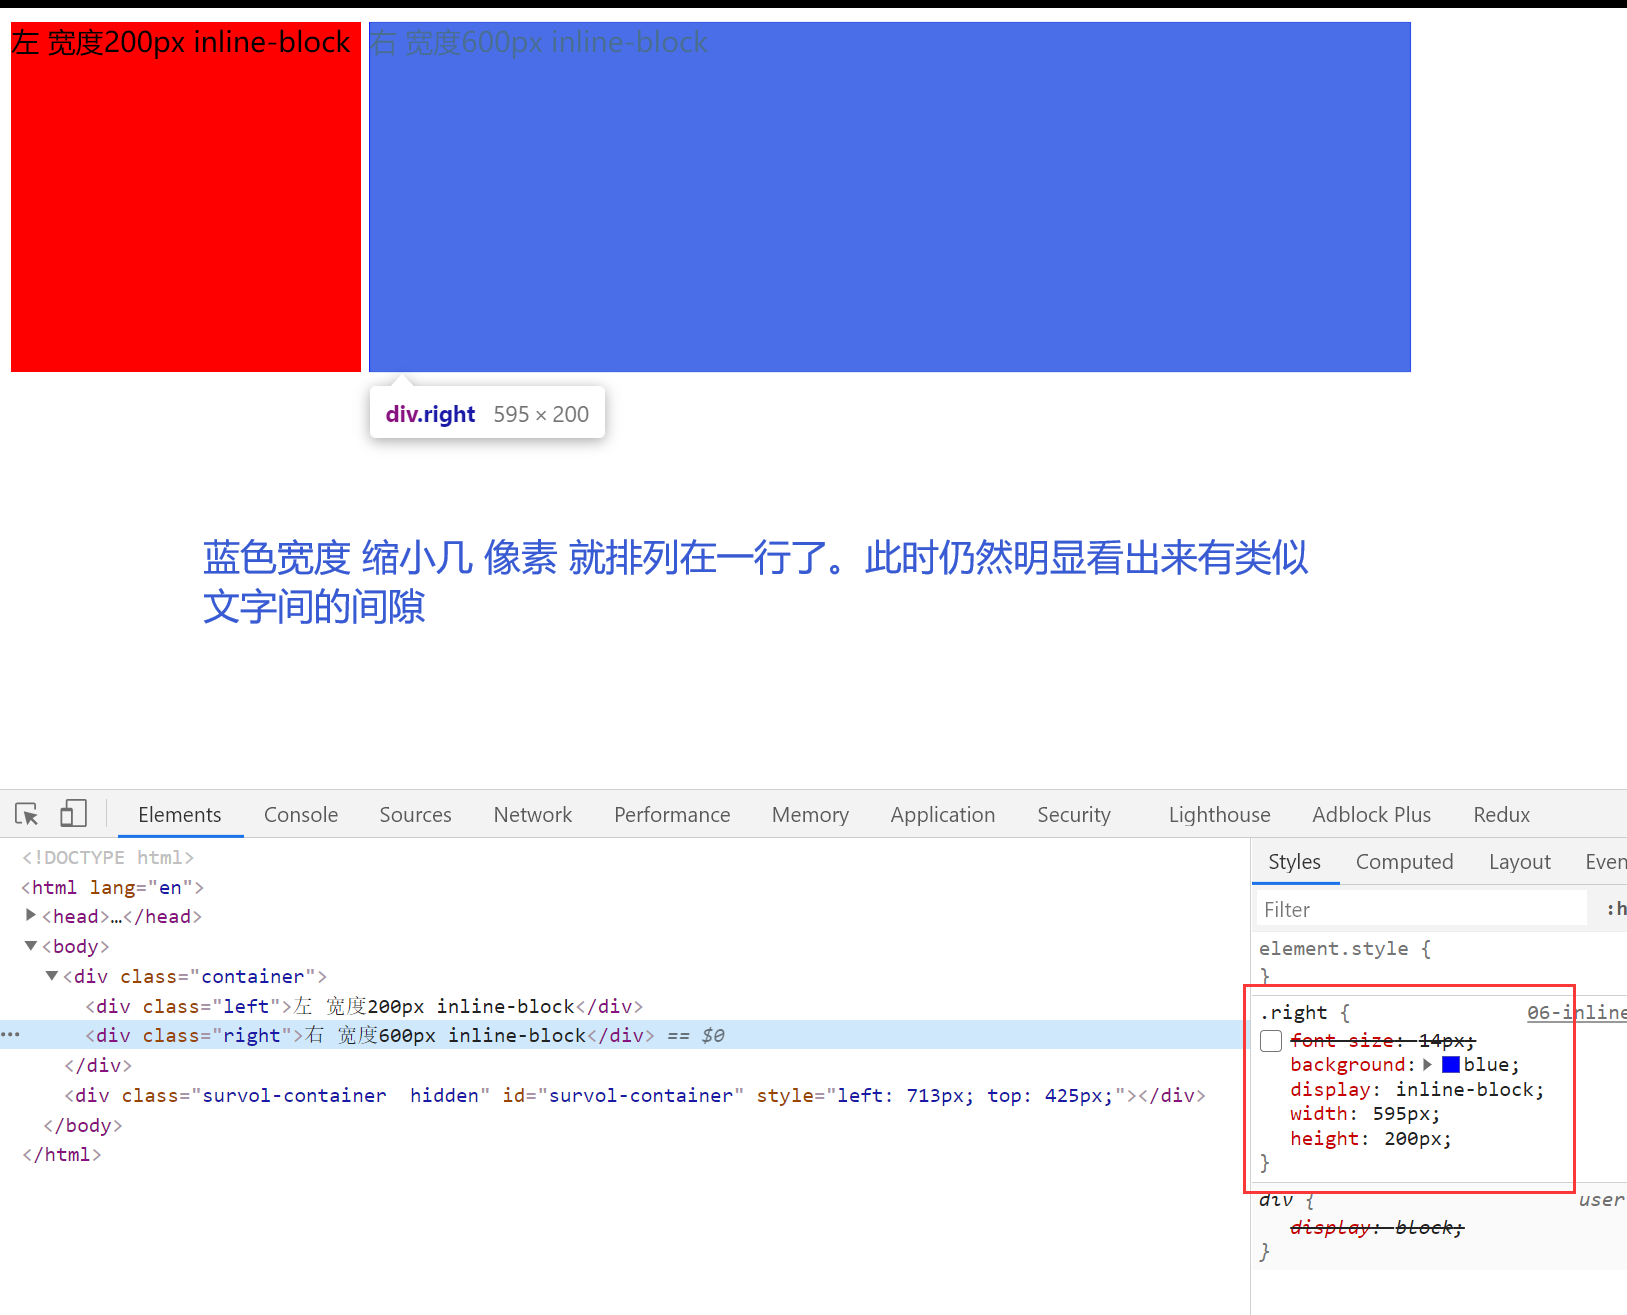 左 宽度200px inline-block 右 宽度600px inline-block
div.right 595 × 200
蓝色宽度 缩小几 像素 就排列在一行了。此时仍然明显看出来有类似
文字间的间隙
Elements Console Sources Network Performance Memory Application Security Lighthouse Adblock Plus Redux
<!DOCTYPE html>
<html lang="en">
<head>…</head>
<body>
<div class="container">
<div class="left">左 宽度200px inline-block</div>
<div class="right">右 宽度600px inline-block</div> == $0
</div>
<div class="survol-container  hidden" id="survol-container" style="left: 713px; top: 425px;"></div>
</body>
</html>
Styles Computed Layout Even
Filter :h
element.style {
}
.right { 06-inline
font size: 14px;
background: blue;
display: inline-block;
width: 595px;
height: 200px;
}
div { user
display: block;
}